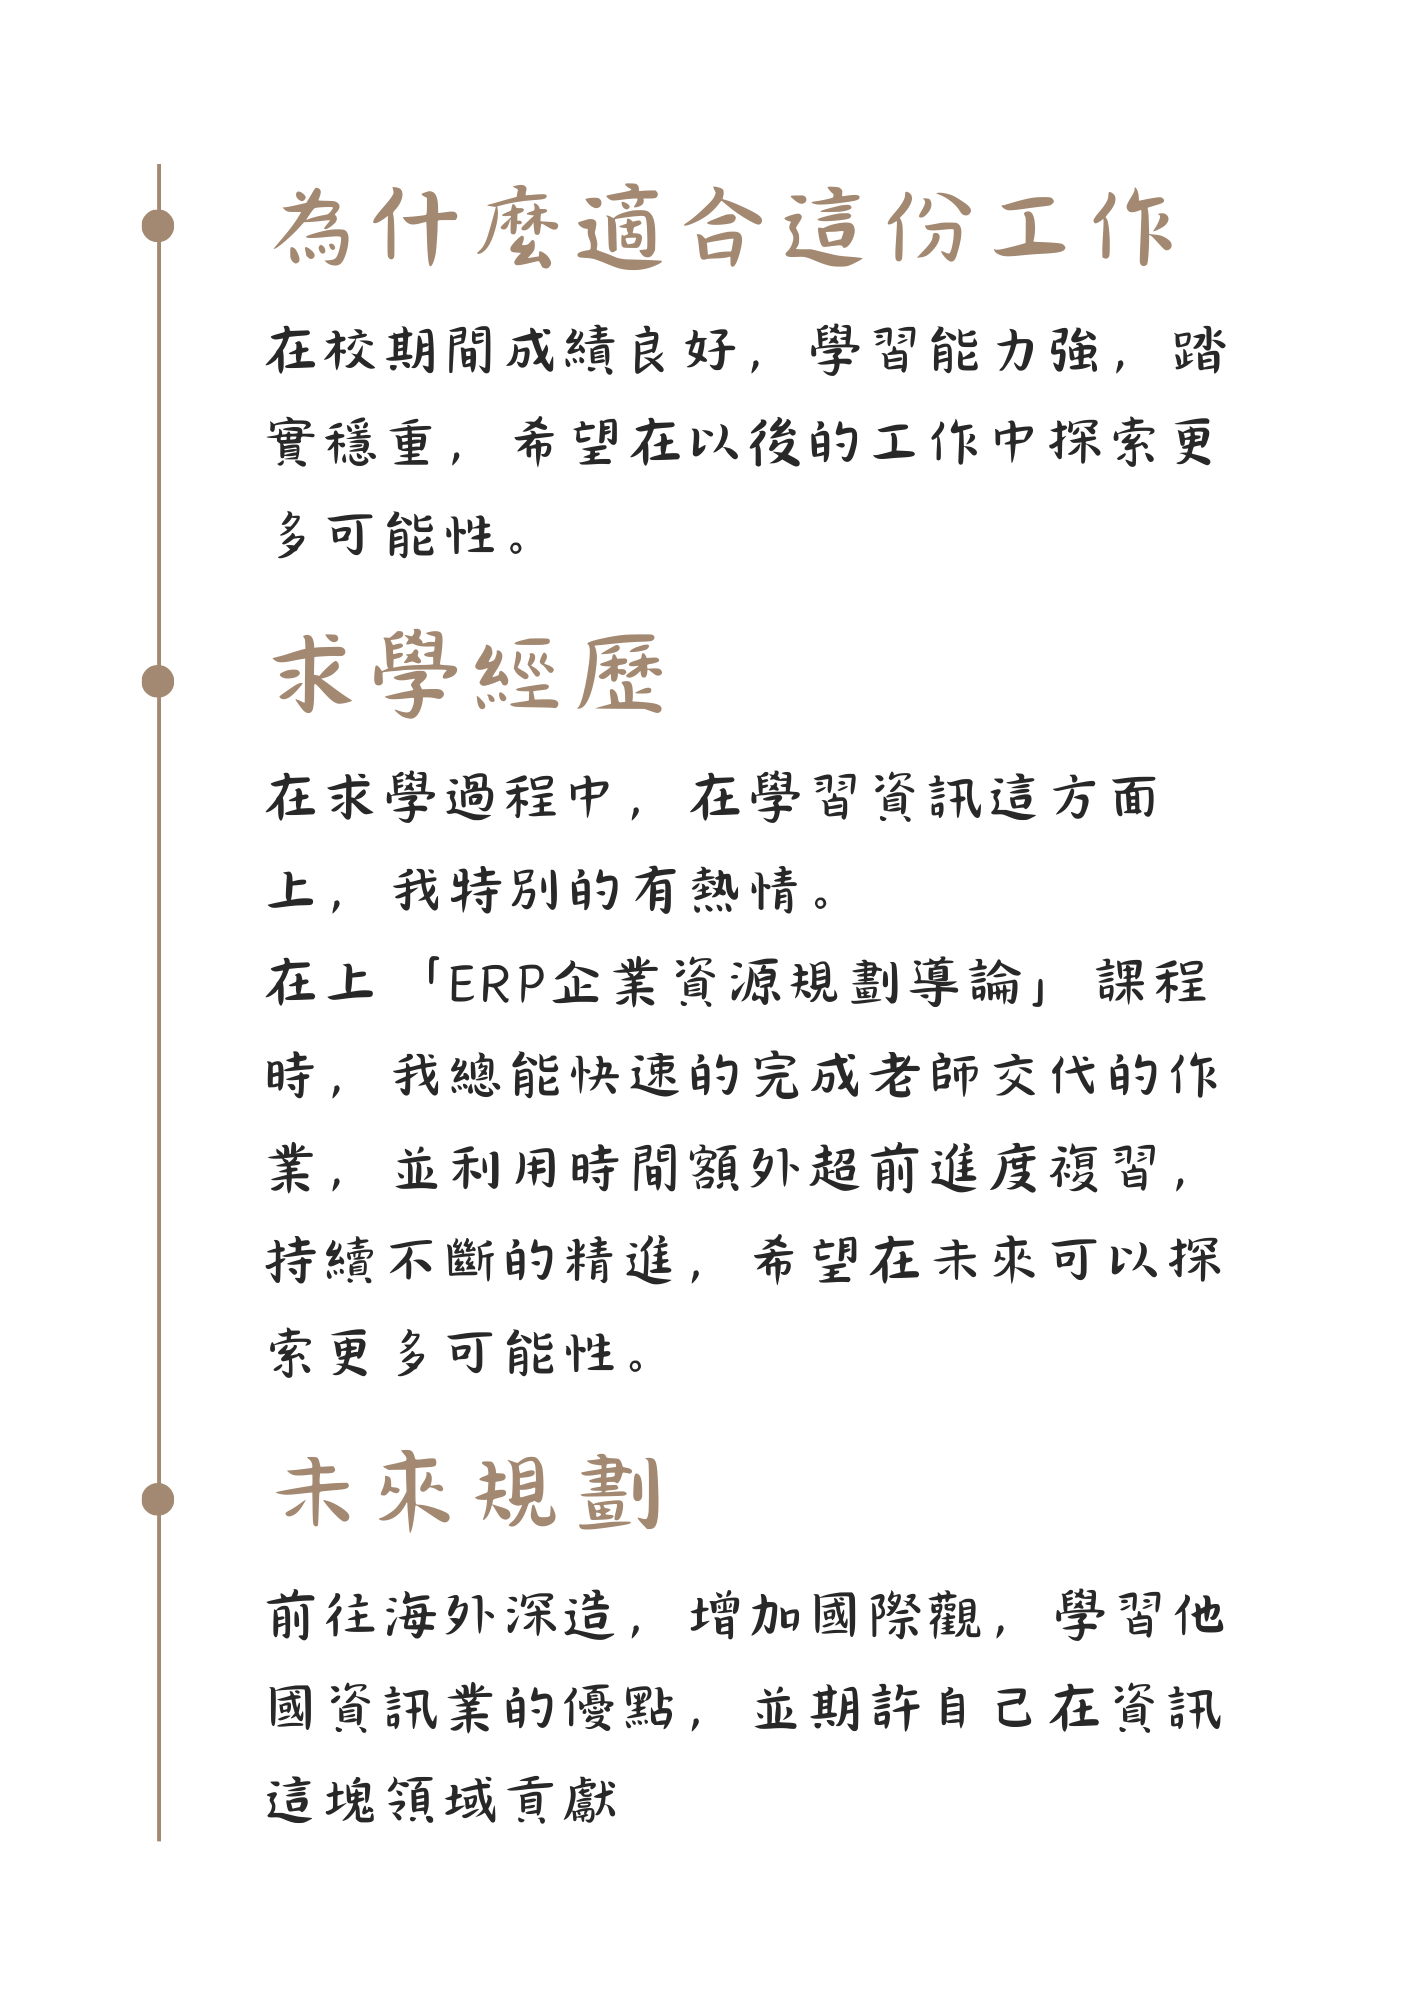 為什麼適合這份工作
在校期間成績良好，學習能力強，踏
實穩重，希望在以後的工作中探索更
多可能性。
求學經歷
在求學過程中，在學習資訊這方面
上，我特別的有熱情。
在上「ERP企業資源規劃導論」課程
時，我總能快速的完成老師交代的作
業，並利用時間額外超前進度複習，
持續不斷的精進，希望在未來可以探
索更多可能性。
未來規劃
前往海外深造，增加國際觀，學習他
國資訊業的優點，並期許自己在資訊
這塊領域貢獻